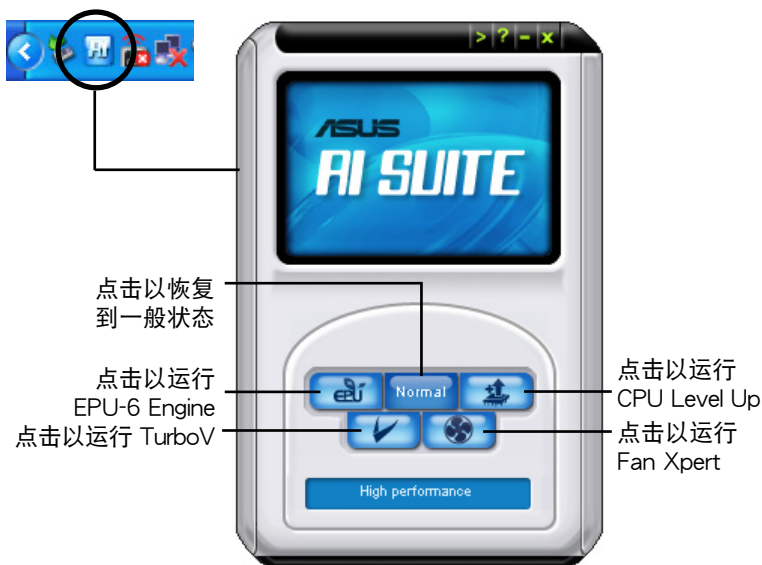 > ? - x
ASUS
AI SUITE
点击以恢复
到一般状态
点击以运行
EPU-6 Engine
点击以运行 TurboV
EPU
Normal
点击以运行
CPU Level Up
点击以运行
Fan Xpert
High performance